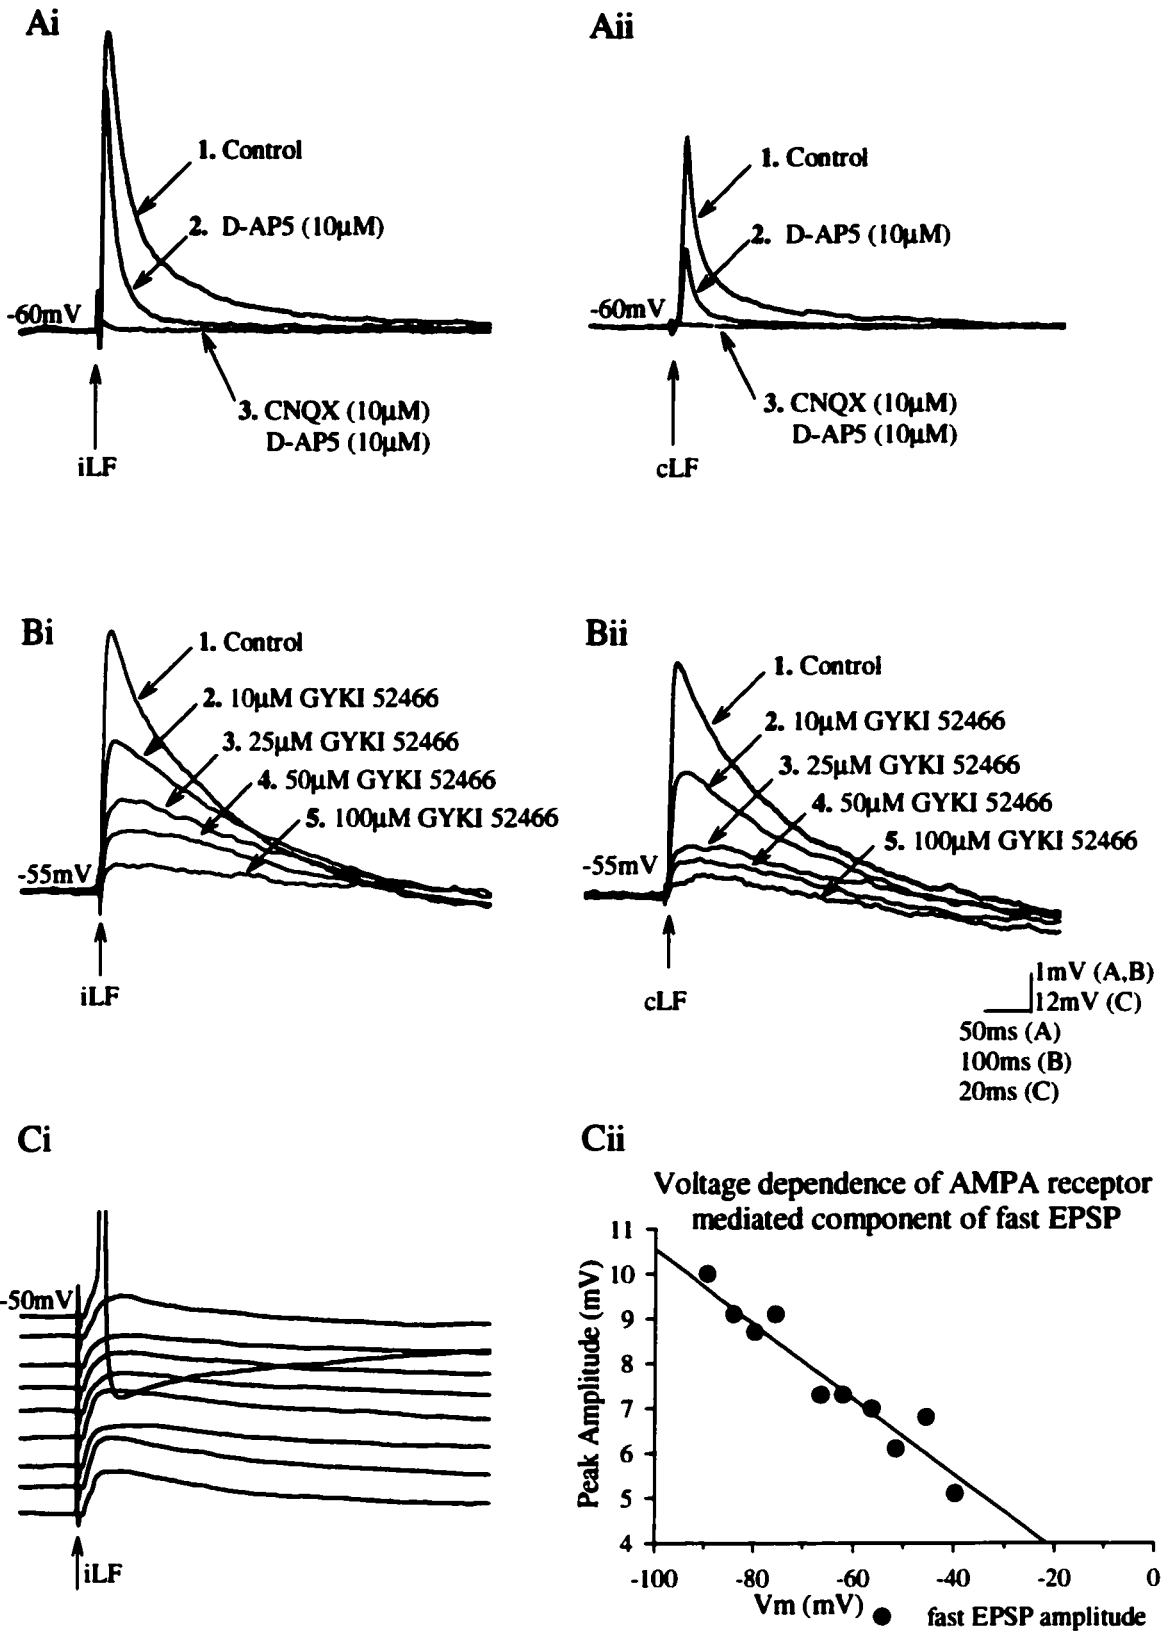 Ai
1. Control
2. D-AP5 (10µM)
-60mV
3. CNQX (10µM)
D-AP5 (10µM)
iLF
Aii
1. Control
2. D-AP5 (10µM)
-60mV
3. CNQX (10µM)
D-AP5 (10µM)
cLF
Bi
1. Control
2. 10µM GYKI 52466
3. 25µM GYKI 52466
4. 50µM GYKI 52466
5. 100µM GYKI 52466
-55mV
iLF
Bii
1. Control
2. 10µM GYKI 52466
3. 25µM GYKI 52466
4. 50µM GYKI 52466
5. 100µM GYKI 52466
-55mV
cLF
1mV (A,B)
12mV (C)
50ms (A)
100ms (B)
20ms (C)
Ci
-50mV
iLF
Cii
Voltage dependence of AMPA receptor
mediated component of fast EPSP
Peak Amplitude (mV)
11
10
9
8
7
6
5
4
-100 -80 -60 -40 -20 0
Vm (mV)
fast EPSP amplitude